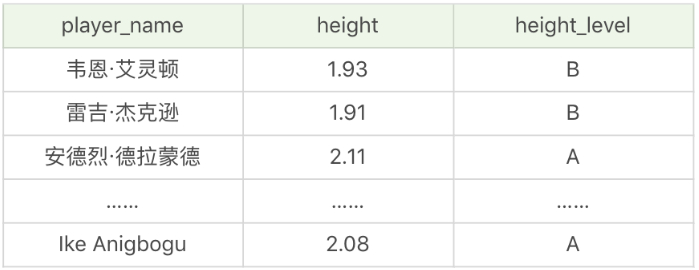 player_name height height_level
韦恩·艾灵顿 1.93 B
雷吉·杰克逊 1.91 B
安德烈·德拉蒙德 2.11 A
…… …… ……
Ike Anigbogu 2.08 A